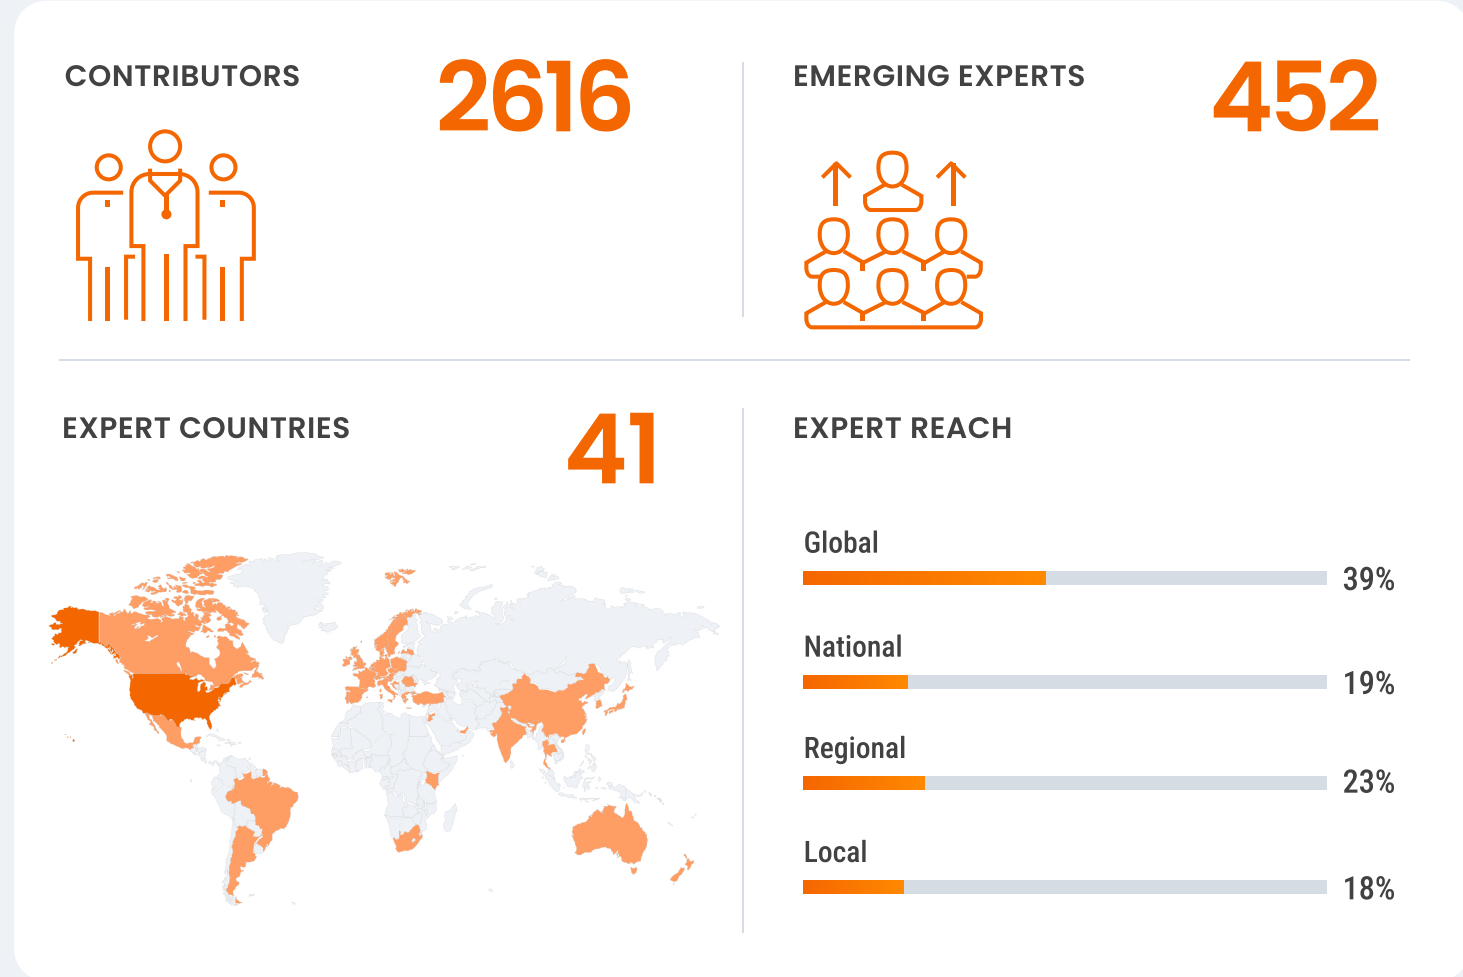 CONTRIBUTORS
2616
EMERGING EXPERTS
452
EXPERT COUNTRIES
41
EXPERT REACH
Global
39%
National
19%
Regional
23%
Local
18%